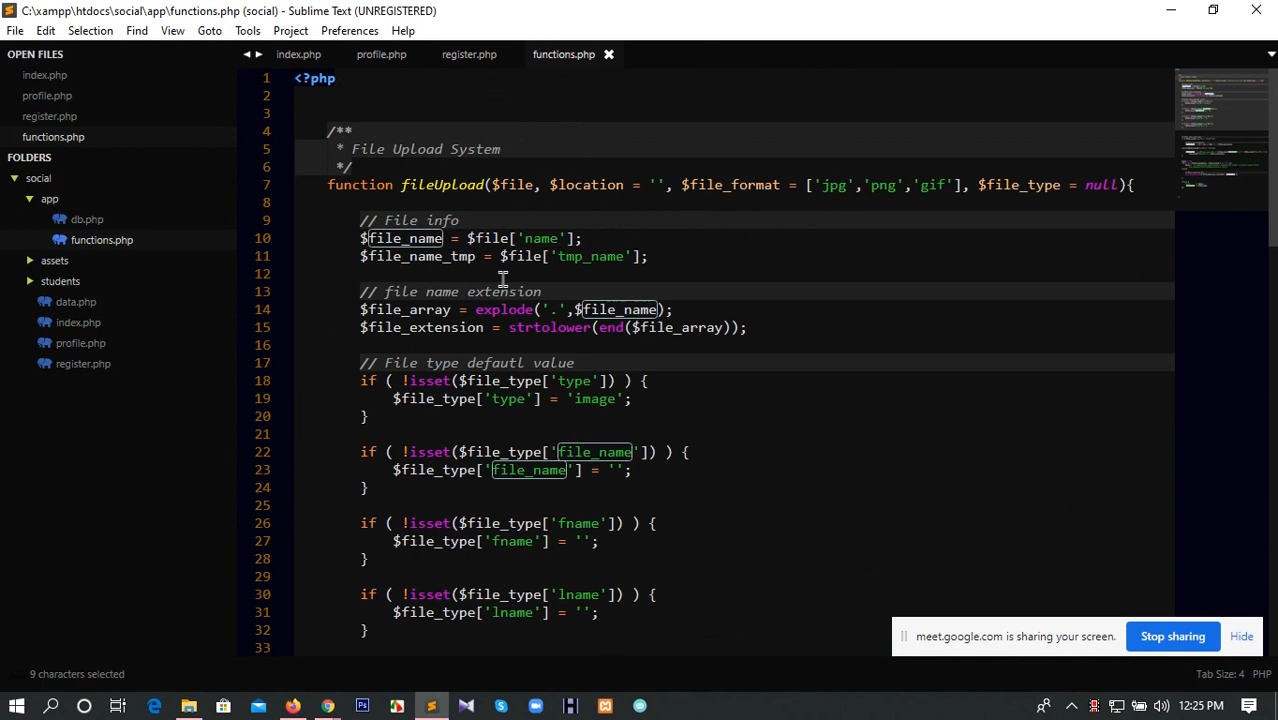 C:\xampp\htdocs\social\app\functions.php (social) - Sublime Text (UNREGISTERED)
File Edit Selection Find View Goto Tools Project Preferences Help
OPEN FILES
index.php
profile.php
register.php
functions.php
FOLDERS
social
app
db.php
functions.php
assets
students
data.php
index.php
profile.php
register.php
index.php profile.php register.php functions.php
1 <?php
2
3
4 /**
5 * File Upload System
6 */
7 function fileUpload($file, $location = '', $file_format = ['jpg','png','gif'], $file_type = null){
8
9 // File info
10 $file_name = $file['name'];
11 $file_name_tmp = $file['tmp_name'];
12
13 // file name extension
14 $file_array = explode('.',$file_name);
15 $file_extension = strtolower(end($file_array));
16
17 // File type defautl value
18 if ( !isset($file_type['type']) ) {
19 $file_type['type'] = 'image';
20 }
21
22 if ( !isset($file_type['file_name']) ) {
23 $file_type['file_name'] = '';
24 }
25
26 if ( !isset($file_type['fname']) ) {
27 $file_type['fname'] = '';
28 }
29
30 if ( !isset($file_type['lname']) ) {
31 $file_type['lname'] = '';
32 }
33
meet.google.com is sharing your screen. Stop sharing Hide
9 characters selected Tab Size: 4 PHP
12:25 PM